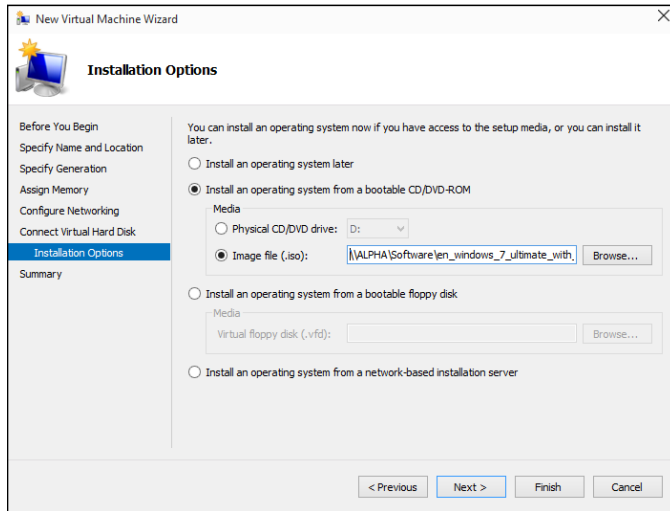 New Virtual Machine Wizard
Installation Options
Before You Begin
Specify Name and Location
Specify Generation
Assign Memory
Configure Networking
Connect Virtual Hard Disk
Installation Options
Summary
You can install an operating system now if you have access to the setup media, or you can install it
later.
Install an operating system later
Install an operating system from a bootable CD/DVD-ROM
Media
Physical CD/DVD drive: D:
Image file (.iso): \\ALPHA\Software\en_windows_7_ultimate_with_ Browse...
Install an operating system from a bootable floppy disk
Media
Virtual floppy disk (.vfd): Browse...
Install an operating system from a network-based installation server
< Previous Next > Finish Cancel